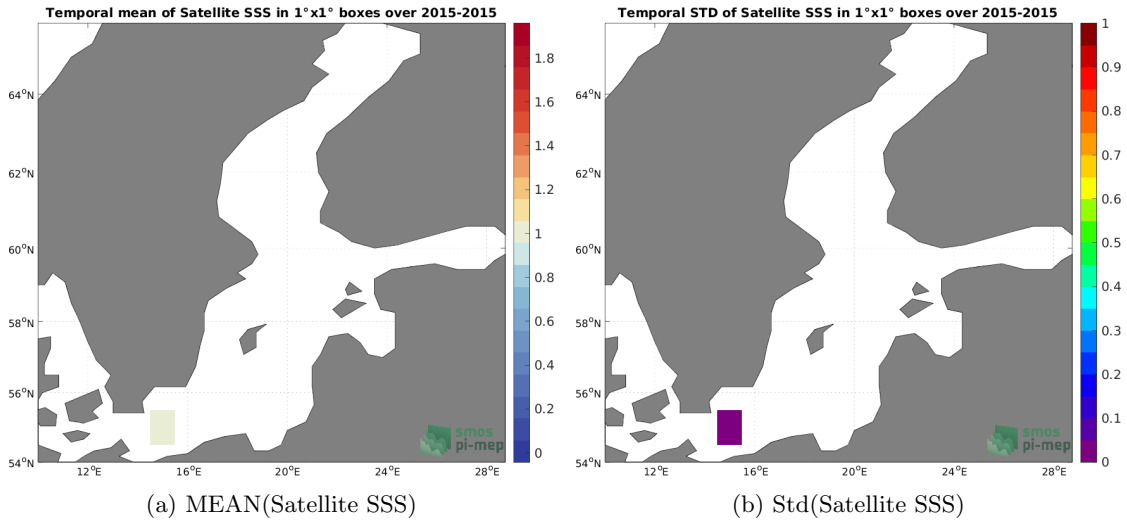 Temporal mean of Satellite SSS in 1°x1° boxes over 2015-2015
64°N
62°N
60°N
58°N
56°N
54°N
12°E
16°E
20°E
24°E
28°E
1.8
1.6
1.4
1.2
1
0.8
0.6
0.4
0.2
0
smos
pi-mep
(a) MEAN(Satellite SSS)
Temporal STD of Satellite SSS in 1°x1° boxes over 2015-2015
64°N
62°N
60°N
58°N
56°N
54°N
12°E
16°E
20°E
24°E
28°E
1
0.9
0.8
0.7
0.6
0.5
0.4
0.3
0.2
0.1
0
smos
pi-mep
(b) Std(Satellite SSS)